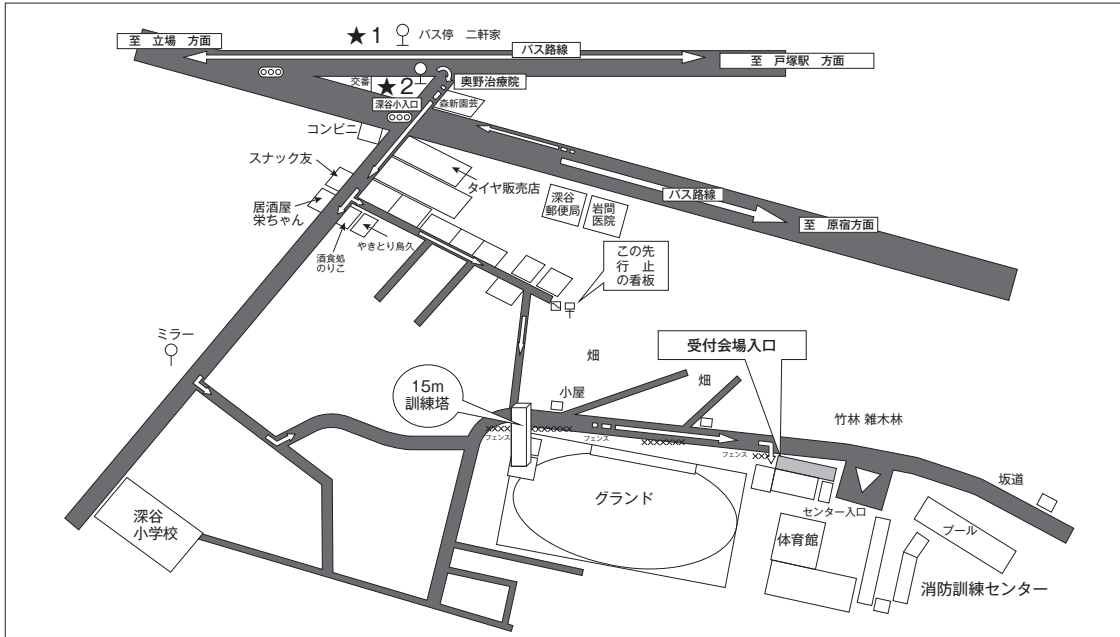 ★1
バス停 二軒家
至 立場 方面
バス路線
至 戸塚駅 方面
交番
★2
奥野治療院
深谷小入口
森新園芸
コンビニ
スナック友
タイヤ販売店
バス路線
居酒屋
栄ちゃん
深谷
郵便局
岩間
医院
至 原宿方面
やきとり鳥久
酒食処
のりこ
この先
行 止
の看板
ミラー
受付会場入口
畑
畑
15m
訓練塔
小屋
竹林 雑木林
フェンス
フェンス
フェンス
坂道
グランド
センター入口
深谷
小学校
体育館
プール
消防訓練センター